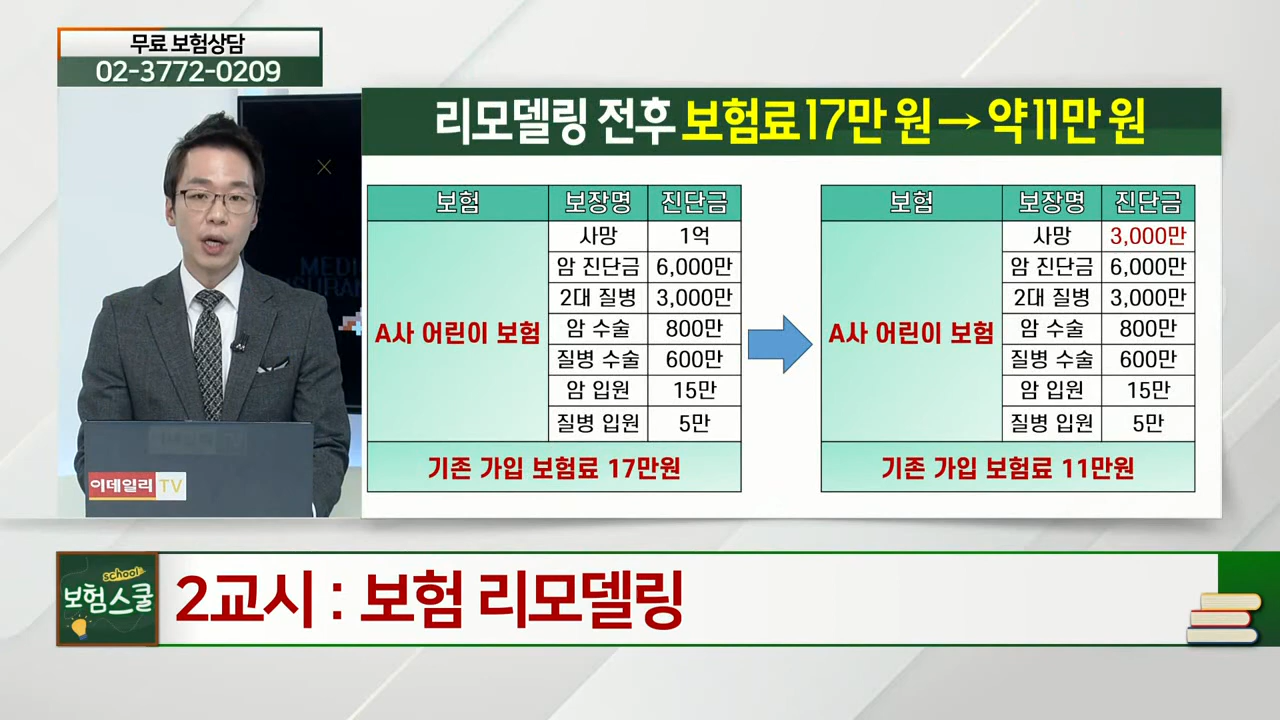 무료 보험상담
02-3772-0209
리모델링 전후 보험료 17만 원→ 약 11만 원
보험 보장명 진단금
A사 어린이 보험
사망 1억
암 진단금 6,000만
2대 질병 3,000만
암 수술 800만
질병 수술 600만
암 입원 15만
질병 입원 5만
기존 가입 보험료 17만원
보험 보장명 진단금
A사 어린이 보험
사망 3,000만
암 진단금 6,000만
2대 질병 3,000만
암 수술 800만
질병 수술 600만
암 입원 15만
질병 입원 5만
기존 가입 보험료 11만원
이데일리 TV
school
보험스쿨
2교시 : 보험 리모델링